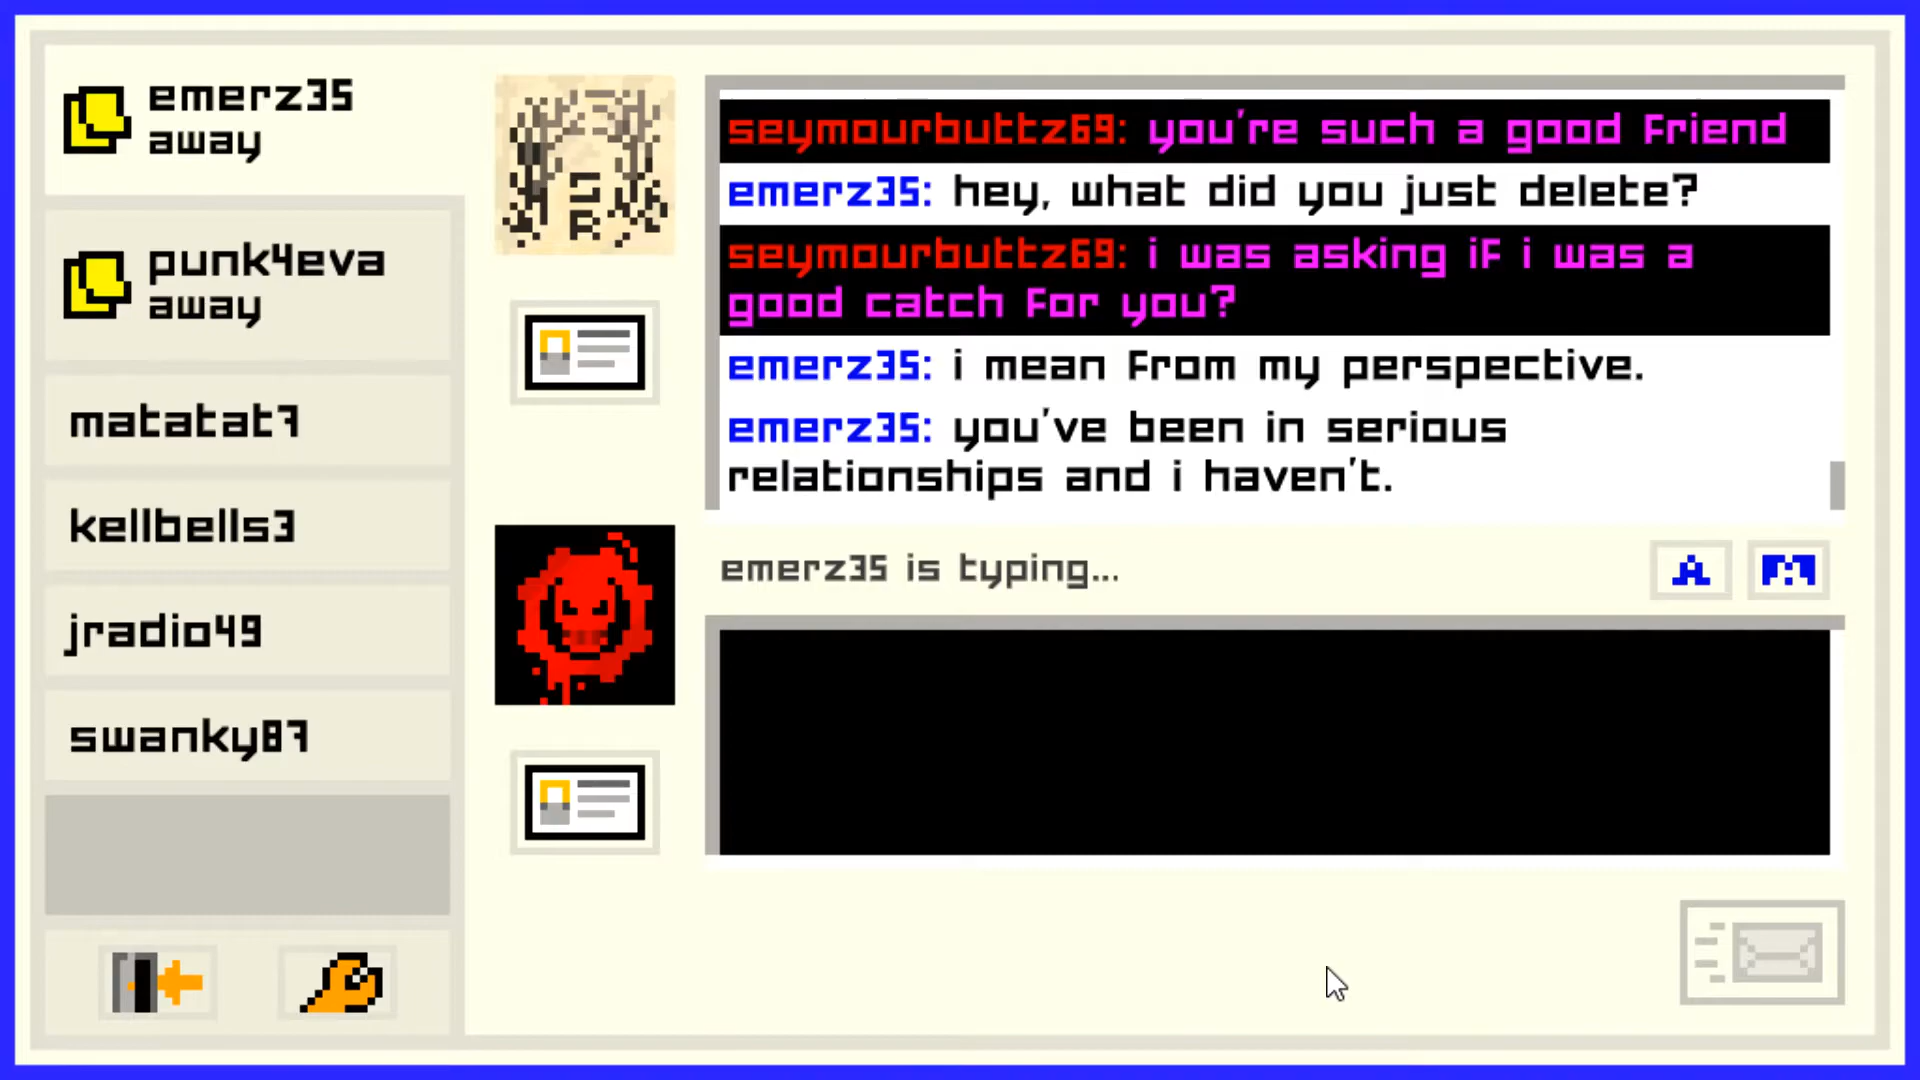 emerz35
away
punk4eva
away
matatat7
kellbells3
jradio49
swanky87
SR
seymourbuttz69: you're such a good friend
emerz35: hey, what did you just delete?
seymourbuttz69: i was asking if i was a
good catch for you?
emerz35: i mean from my perspective.
emerz35: you've been in serious
relationships and i haven't.
emerz35 is typing...
A